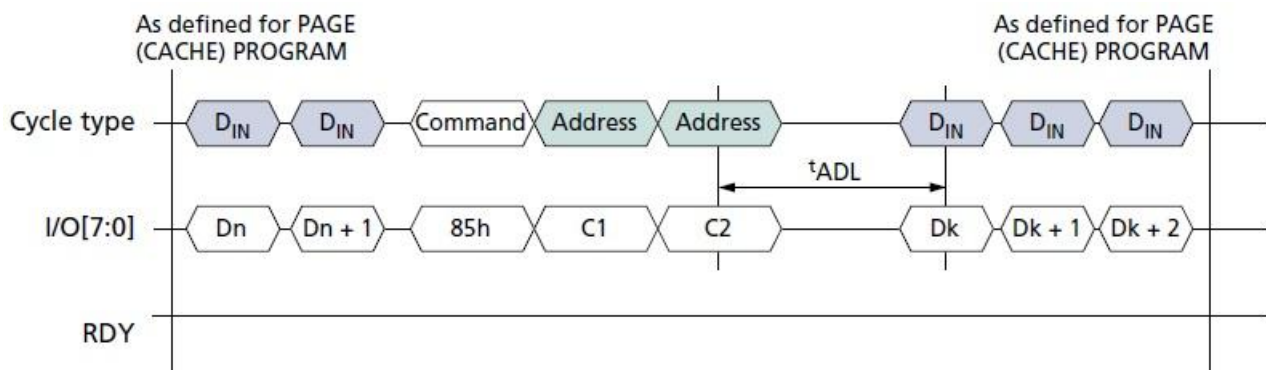 As defined for PAGE
(CACHE) PROGRAM
As defined for PAGE
(CACHE) PROGRAM
Cycle type DIN DIN Command Address Address DIN DIN DIN
tADL
I/O[7:0] Dn Dn + 1 85h C1 C2 Dk Dk + 1 Dk + 2
RDY